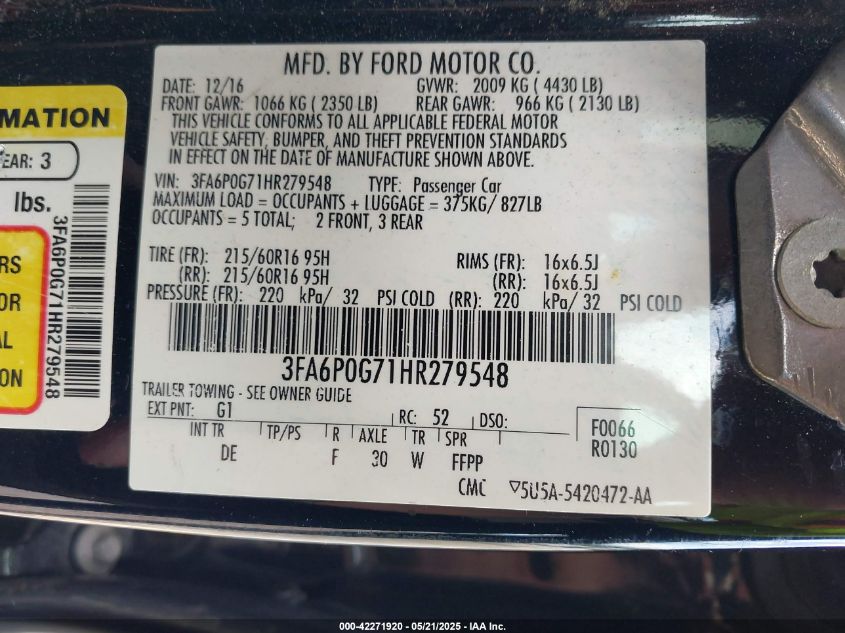 MFD. BY FORD MOTOR CO.
DATE: 12/16 GVWR: 2009 KG ( 4430 LB)
FRONT GAWR: 1066 KG ( 2350 LB) REAR GAWR: 966 KG ( 2130 LB)
THIS VEHICLE CONFORMS TO ALL APPLICABLE FEDERAL MOTOR
VEHICLE SAFETY, BUMPER, AND THEFT PREVENTION STANDARDS
IN EFFECT ON THE DATE OF MANUFACTURE SHOWN ABOVE.
VIN: 3FA6P0G71HR279548 TYPE: Passenger Car
MAXIMUM LOAD = OCCUPANTS + LUGGAGE = 375KG/ 827LB
OCCUPANTS = 5 TOTAL; 2 FRONT, 3 REAR
TIRE (FR): 215/60R16 95H RIMS (FR): 16x6.5J
(RR): 215/60R16 95H (RR): 16x6.5J
PRESSURE (FR): 220 kPa/ 32 PSI COLD (RR): 220 kPa/ 32 PSI COLD
3FA6P0G71HR279548
TRAILER TOWING - SEE OWNER GUIDE
EXT PNT: G1 RC: 52 DSO: F0066
INT TR TP/PS R AXLE TR SPR R0130
DE F 30 W FFPP
CMC ▽5U5A-5420472-AA
MATION
EAR: 3
lbs.
3FA6P0G71HR279548
RS
OR
AL
ON
000-42271920 — 05/21/2025 — IAA Inc.